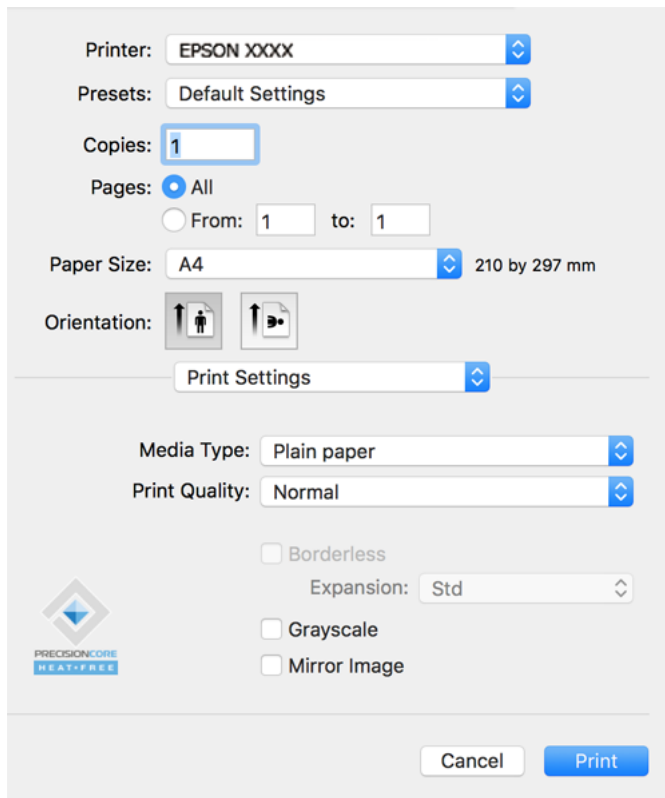 Printer: EPSON XXXX
Presets: Default Settings
Copies: 1
Pages: All
From: 1 to: 1
Paper Size: A4 210 by 297 mm
Orientation:
Print Settings
Media Type: Plain paper
Print Quality: Normal
Borderless
Expansion: Std
Grayscale
Mirror Image
PRECISIONCORE
HEAT•FREE
Cancel Print